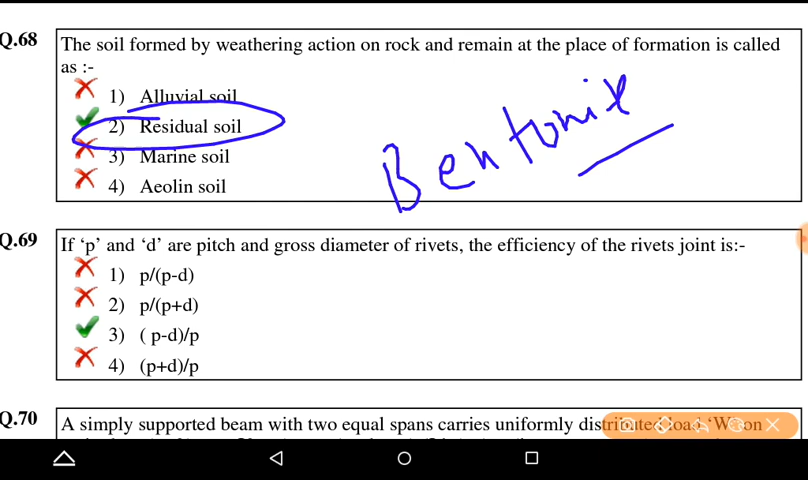 Q.68
The soil formed by weathering action on rock and remain at the place of formation is called
as :-
1) Alluvial soil
2) Residual soil
3) Marine soil
4) Aeolin soil
Bentonite
Q.69
If ‘p’ and ‘d’ are pitch and gross diameter of rivets, the efficiency of the rivets joint is:-
1) p/(p-d)
2) p/(p+d)
3) ( p-d)/p
4) (p+d)/p
Q.70
A simply supported beam with two equal spans carries uniformly distributed load ‘W’ on